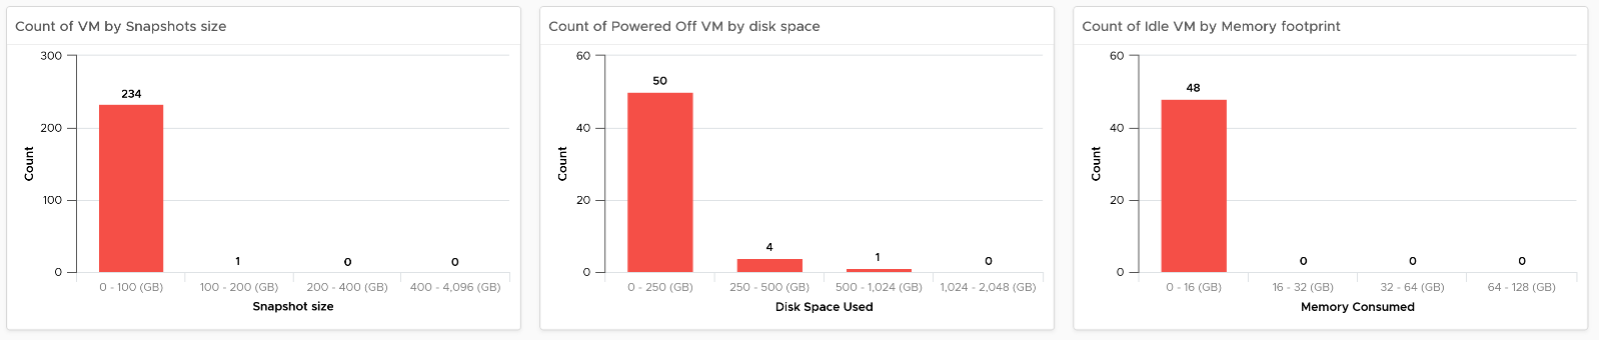 Count of VM by Snapshots size
300
200
100
0
Count
234
1
0
0
0 - 100 (GB)
100 - 200 (GB)
200 - 400 (GB)
400 - 4,096 (GB)
Snapshot size
Count of Powered Off VM by disk space
60
40
20
0
Count
50
4
1
0
0 - 250 (GB)
250 - 500 (GB)
500 - 1,024 (GB)
1,024 - 2,048 (GB)
Disk Space Used
Count of Idle VM by Memory footprint
60
40
20
0
Count
48
0
0
0
0 - 16 (GB)
16 - 32 (GB)
32 - 64 (GB)
64 - 128 (GB)
Memory Consumed